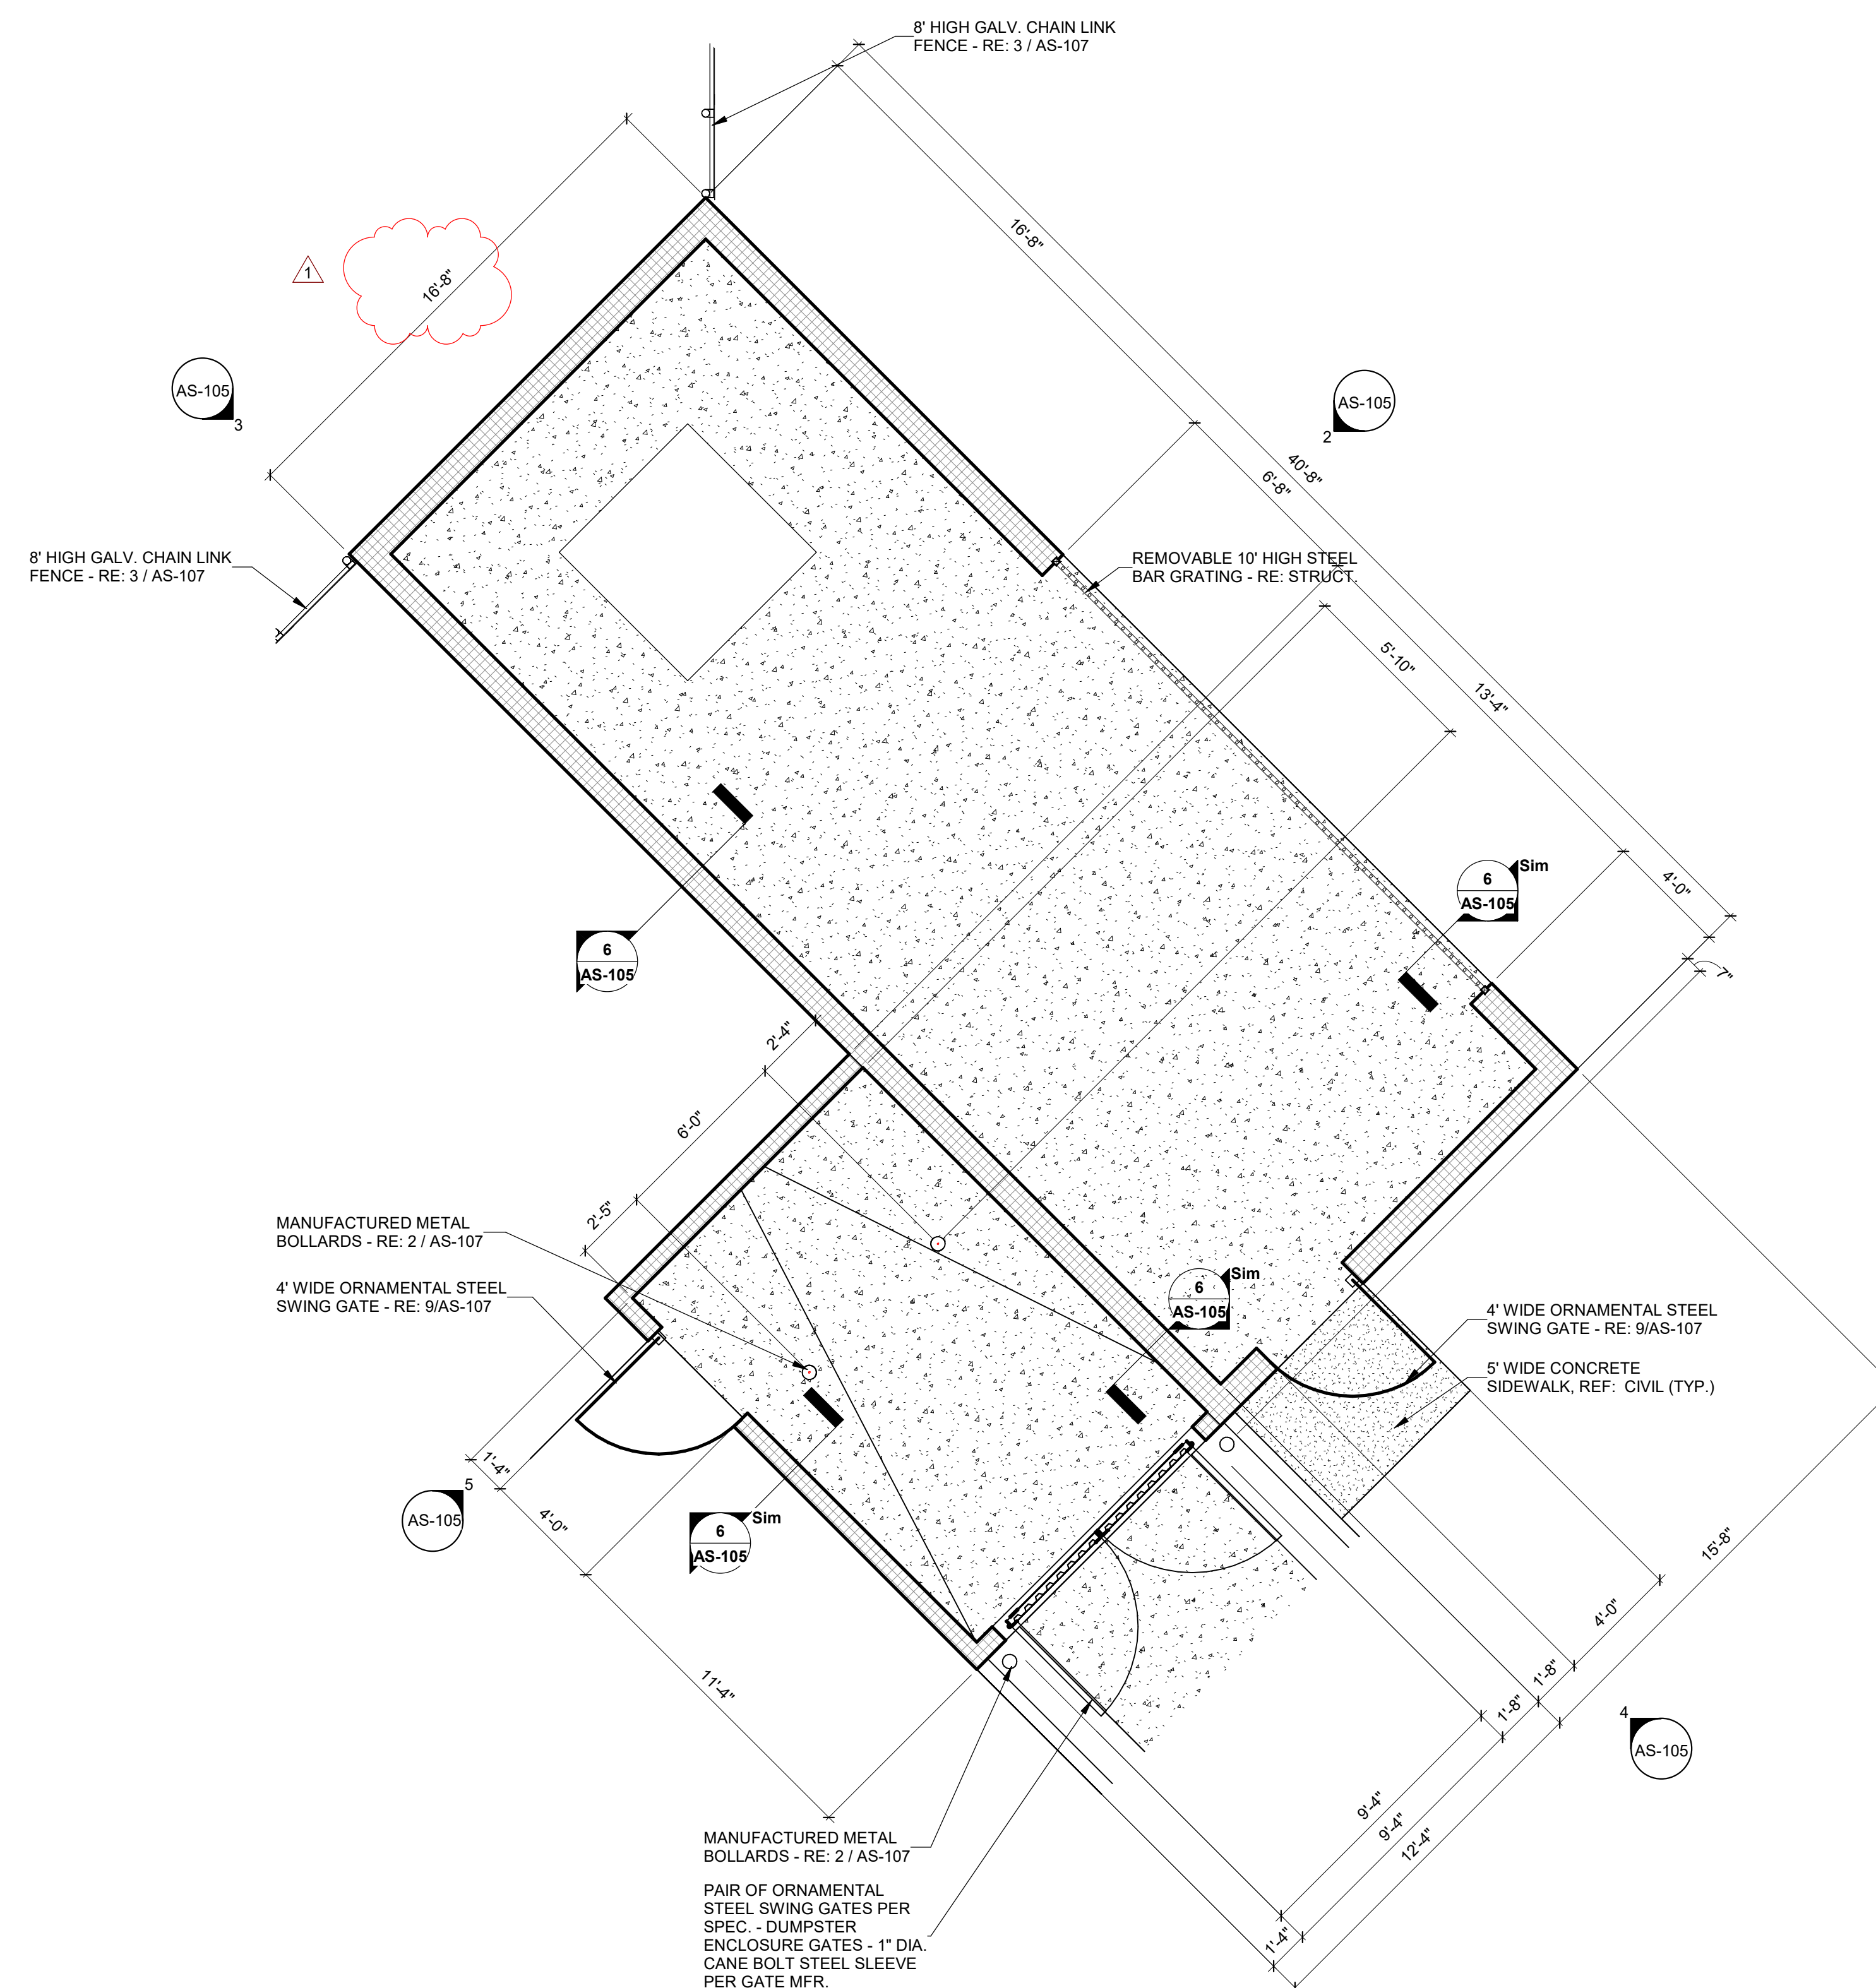 8' HIGH GALV. CHAIN LINK
FENCE - RE: 3 / AS-107
16'-8"
16'-8"
1
AS-105
3
AS-105
2
40'-8"
6'-8"
8' HIGH GALV. CHAIN LINK
FENCE - RE: 3 / AS-107
REMOVABLE 10' HIGH STEEL
BAR GRATING - RE: STRUCT.
5'-10"
13'-4"
4'-0"
7"
6
AS-105
Sim
6
AS-105
2'-4"
6'-0"
2'-5"
MANUFACTURED METAL
BOLLARDS - RE: 2 / AS-107
4' WIDE ORNAMENTAL STEEL
SWING GATE - RE: 9/AS-107
6
AS-105
Sim
4' WIDE ORNAMENTAL STEEL
SWING GATE - RE: 9/AS-107
5' WIDE CONCRETE
SIDEWALK, REF: CIVIL (TYP.)
1'-4"
5
AS-105
4'-0"
6
AS-105
Sim
11'-4"
15'-8"
4'-0"
1'-8"
1'-8"
4
AS-105
9'-4"
9'-4"
12'-4"
1'-4"
MANUFACTURED METAL
BOLLARDS - RE: 2 / AS-107
PAIR OF ORNAMENTAL
STEEL SWING GATES PER
SPEC. - DUMPSTER
ENCLOSURE GATES - 1" DIA.
CANE BOLT STEEL SLEEVE
PER GATE MFR.